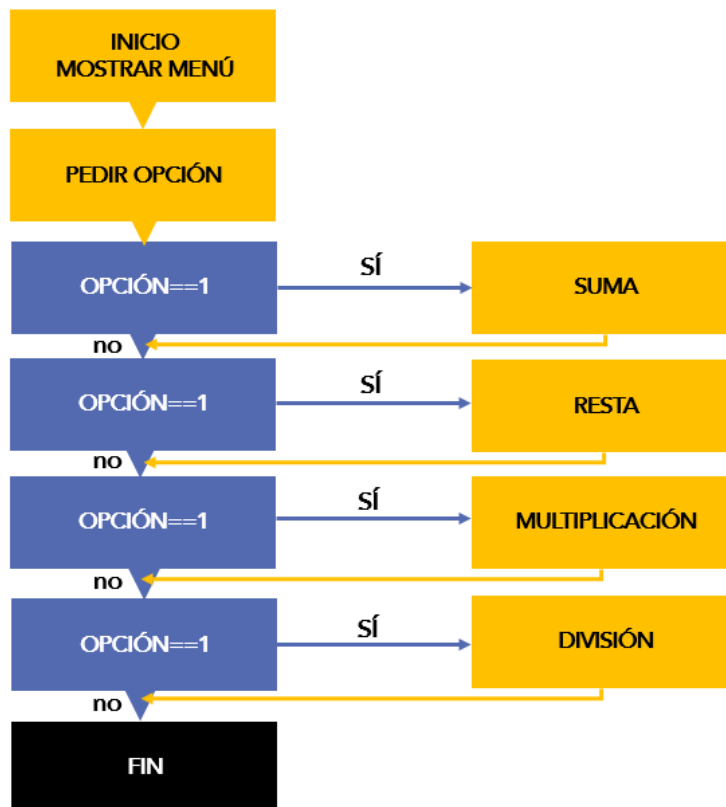 INICIO
MOSTRAR MENÚ
PEDIR OPCIÓN
OPCIÓN==1
SÍ
SUMA
no
OPCIÓN==1
SÍ
RESTA
no
OPCIÓN==1
SÍ
MULTIPLICACIÓN
no
OPCIÓN==1
SÍ
DIVISIÓN
no
FIN